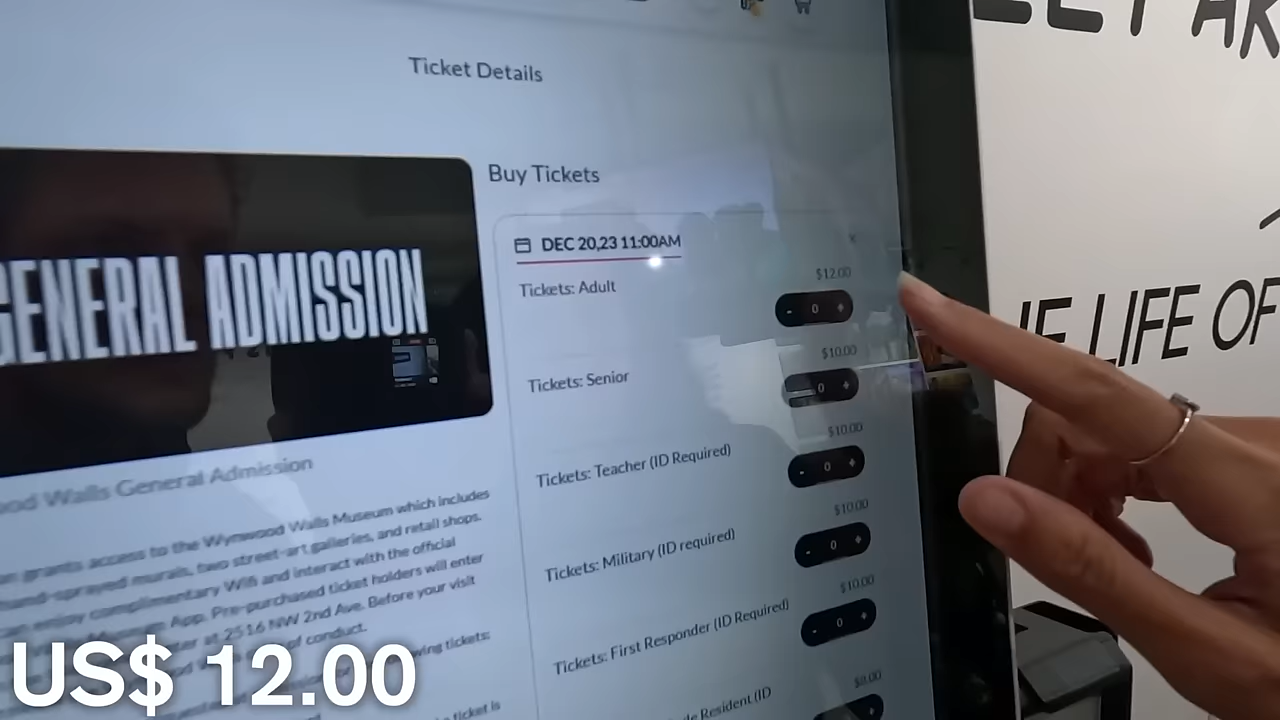 Ticket Details
GENERAL ADMISSION
Buy Tickets
DEC 20,23 11:00AM
Tickets: Adult
$12.00
- 0 +
Tickets: Senior
$10.00
- 0 +
Tickets: Teacher (ID Required)
$10.00
- 0 +
Tickets: Military (ID required)
$10.00
- 0 +
Tickets: First Responder (ID Required)
$10.00
- 0 +
Resident (ID
Walls General Admission
grants access to the Wynwood Walls Museum which includes
hand-sprayed murals, two street-art galleries, and retail shops.
enjoy complimentary Wifi and interact with the official
App. Pre-purchased ticket holders will enter
at 2516 NW 2nd Ave. Before your visit
of conduct.
tickets:
ticket is
LIFE OF
US$ 12.00